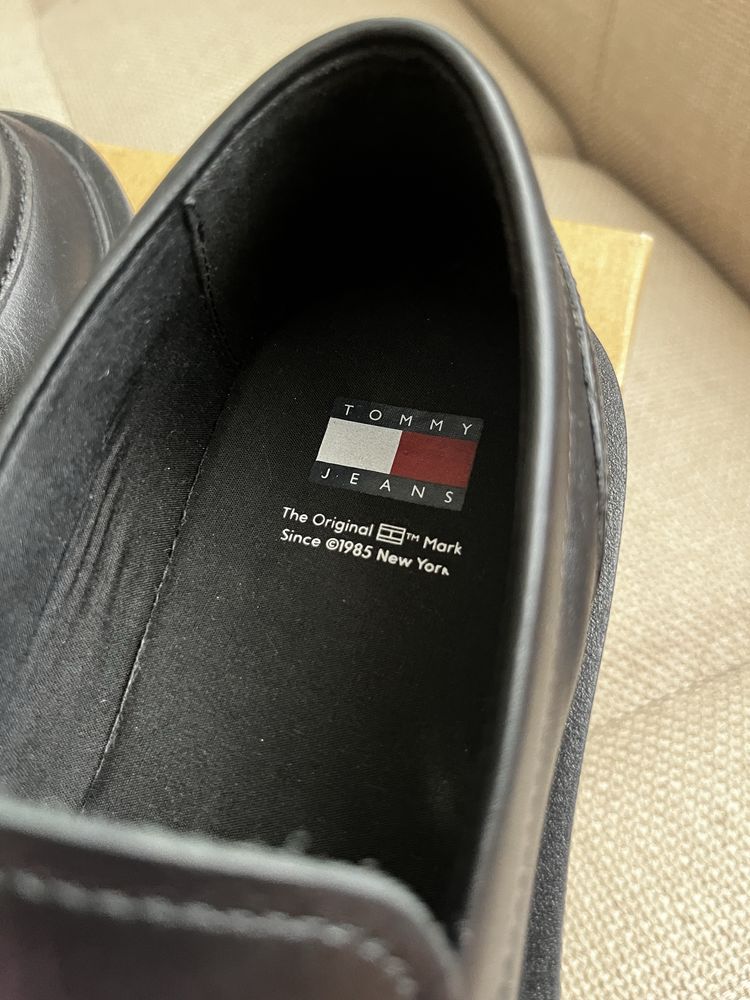 TOMMY
JEANS
The Original ™ Mark
Since ©1985 New York